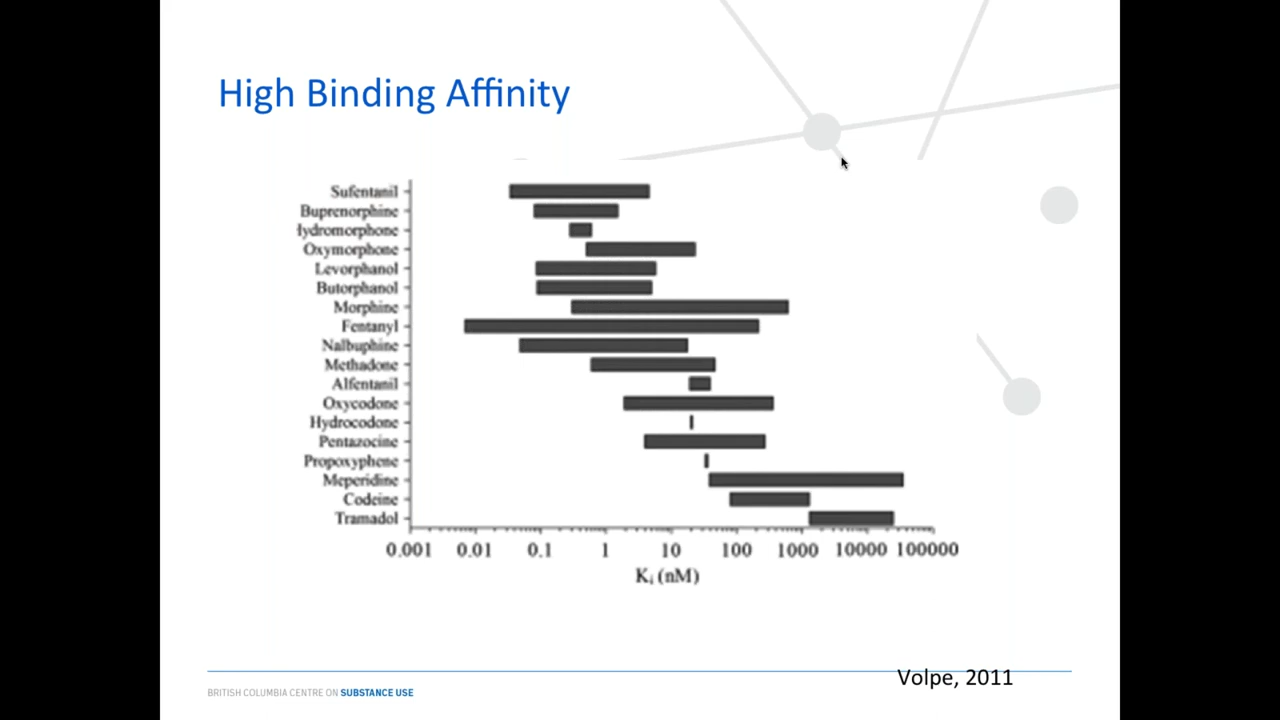 High Binding Affinity
Sufentanil
Buprenorphine
lydromorphone
Oxymorphone
Levorphanol
Butorphanol
Morphine
Fentanyl
Nalbuphine
Methadone
Alfentanil
Oxycodone
Hydrocodone
Pentazocine
Propoxyphene
Meperidine
Codeine
Tramadol
0.001 0.01 0.1 1 10 100 1000 10000 100000
Ki (nM)
Volpe, 2011
BRITISH COLUMBIA CENTRE ON SUBSTANCE USE